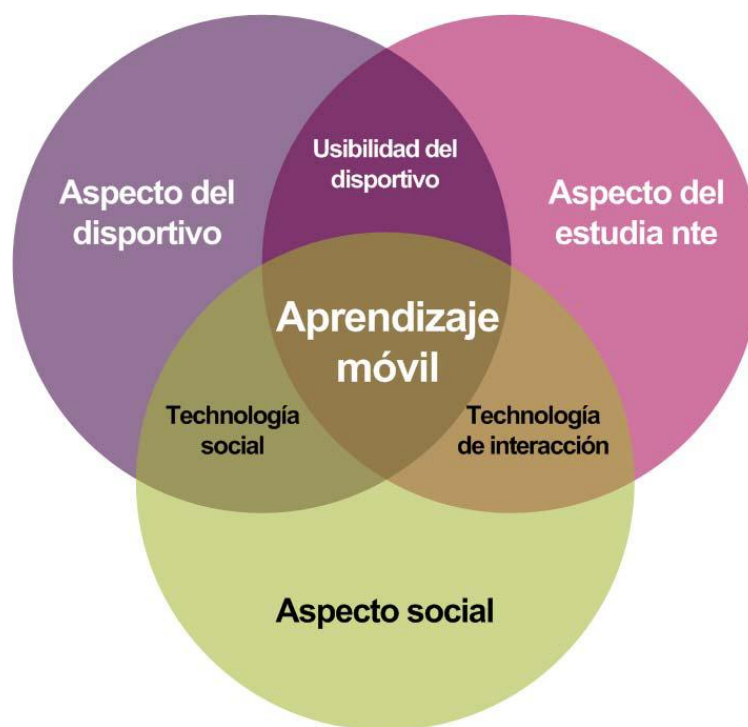 Usibilidad del
disportivo
Aspecto del
disportivo
Aspecto del
estudia nte
Aprendizaje
móvil
Technología
social
Technología
de interacción
Aspecto social